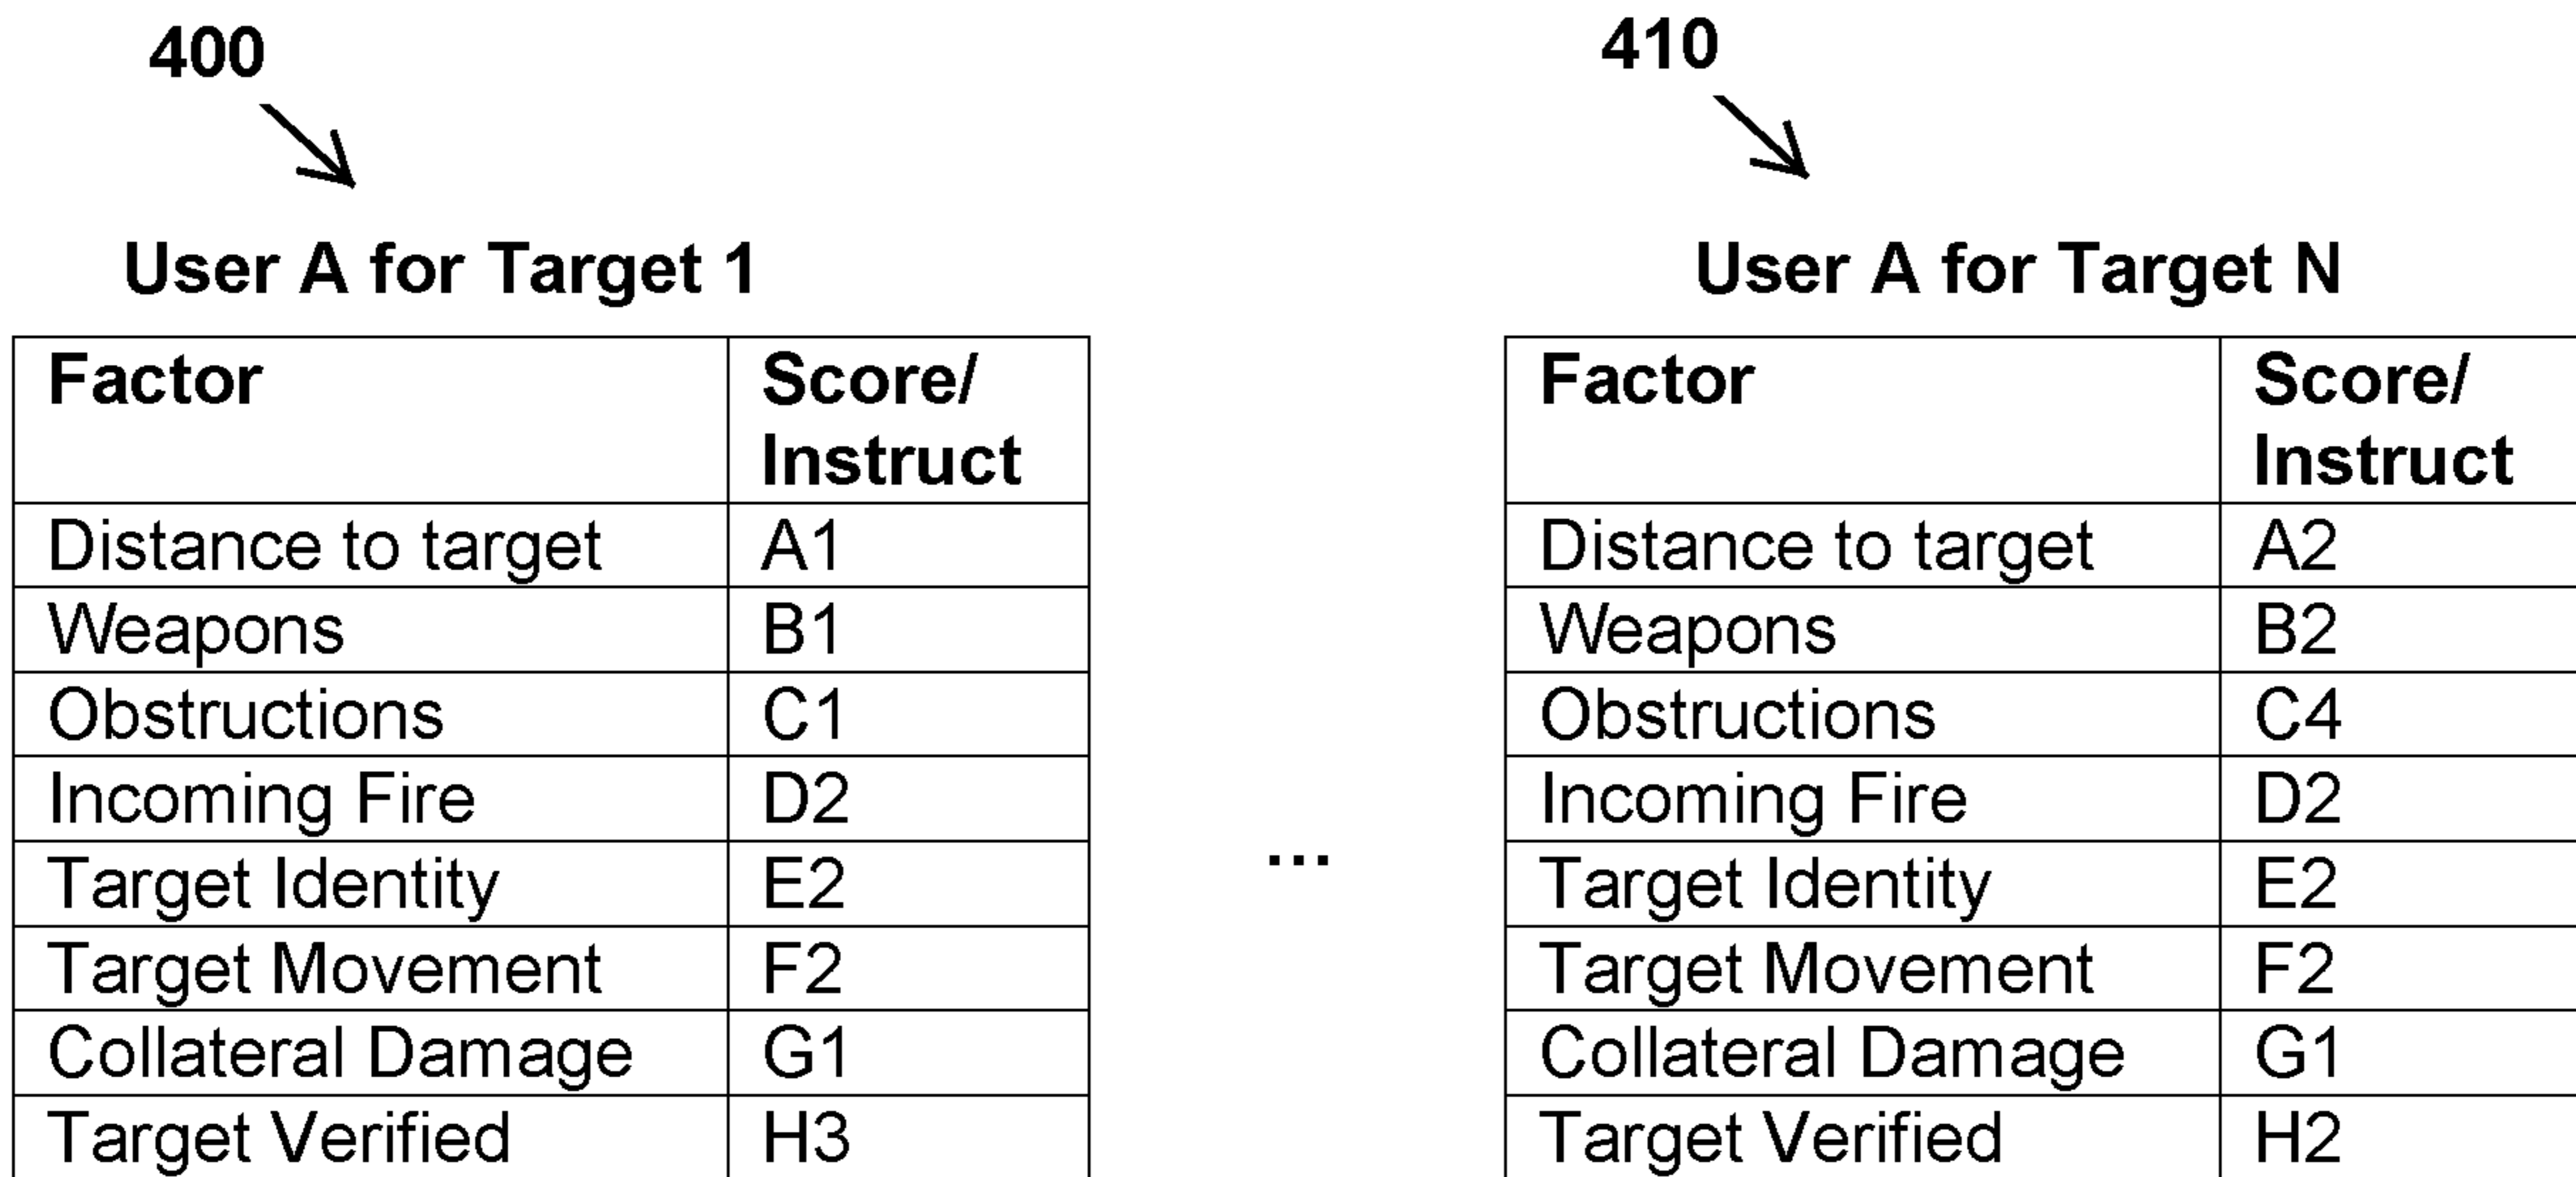 400
User A for Target 1
Factor Score/
Instruct
Distance to target A1
Weapons B1
Obstructions C1
Incoming Fire D2
Target Identity E2
Target Movement F2
Collateral Damage G1
Target Verified H3
...
410
User A for Target N
Factor Score/
Instruct
Distance to target A2
Weapons B2
Obstructions C4
Incoming Fire D2
Target Identity E2
Target Movement F2
Collateral Damage G1
Target Verified H2